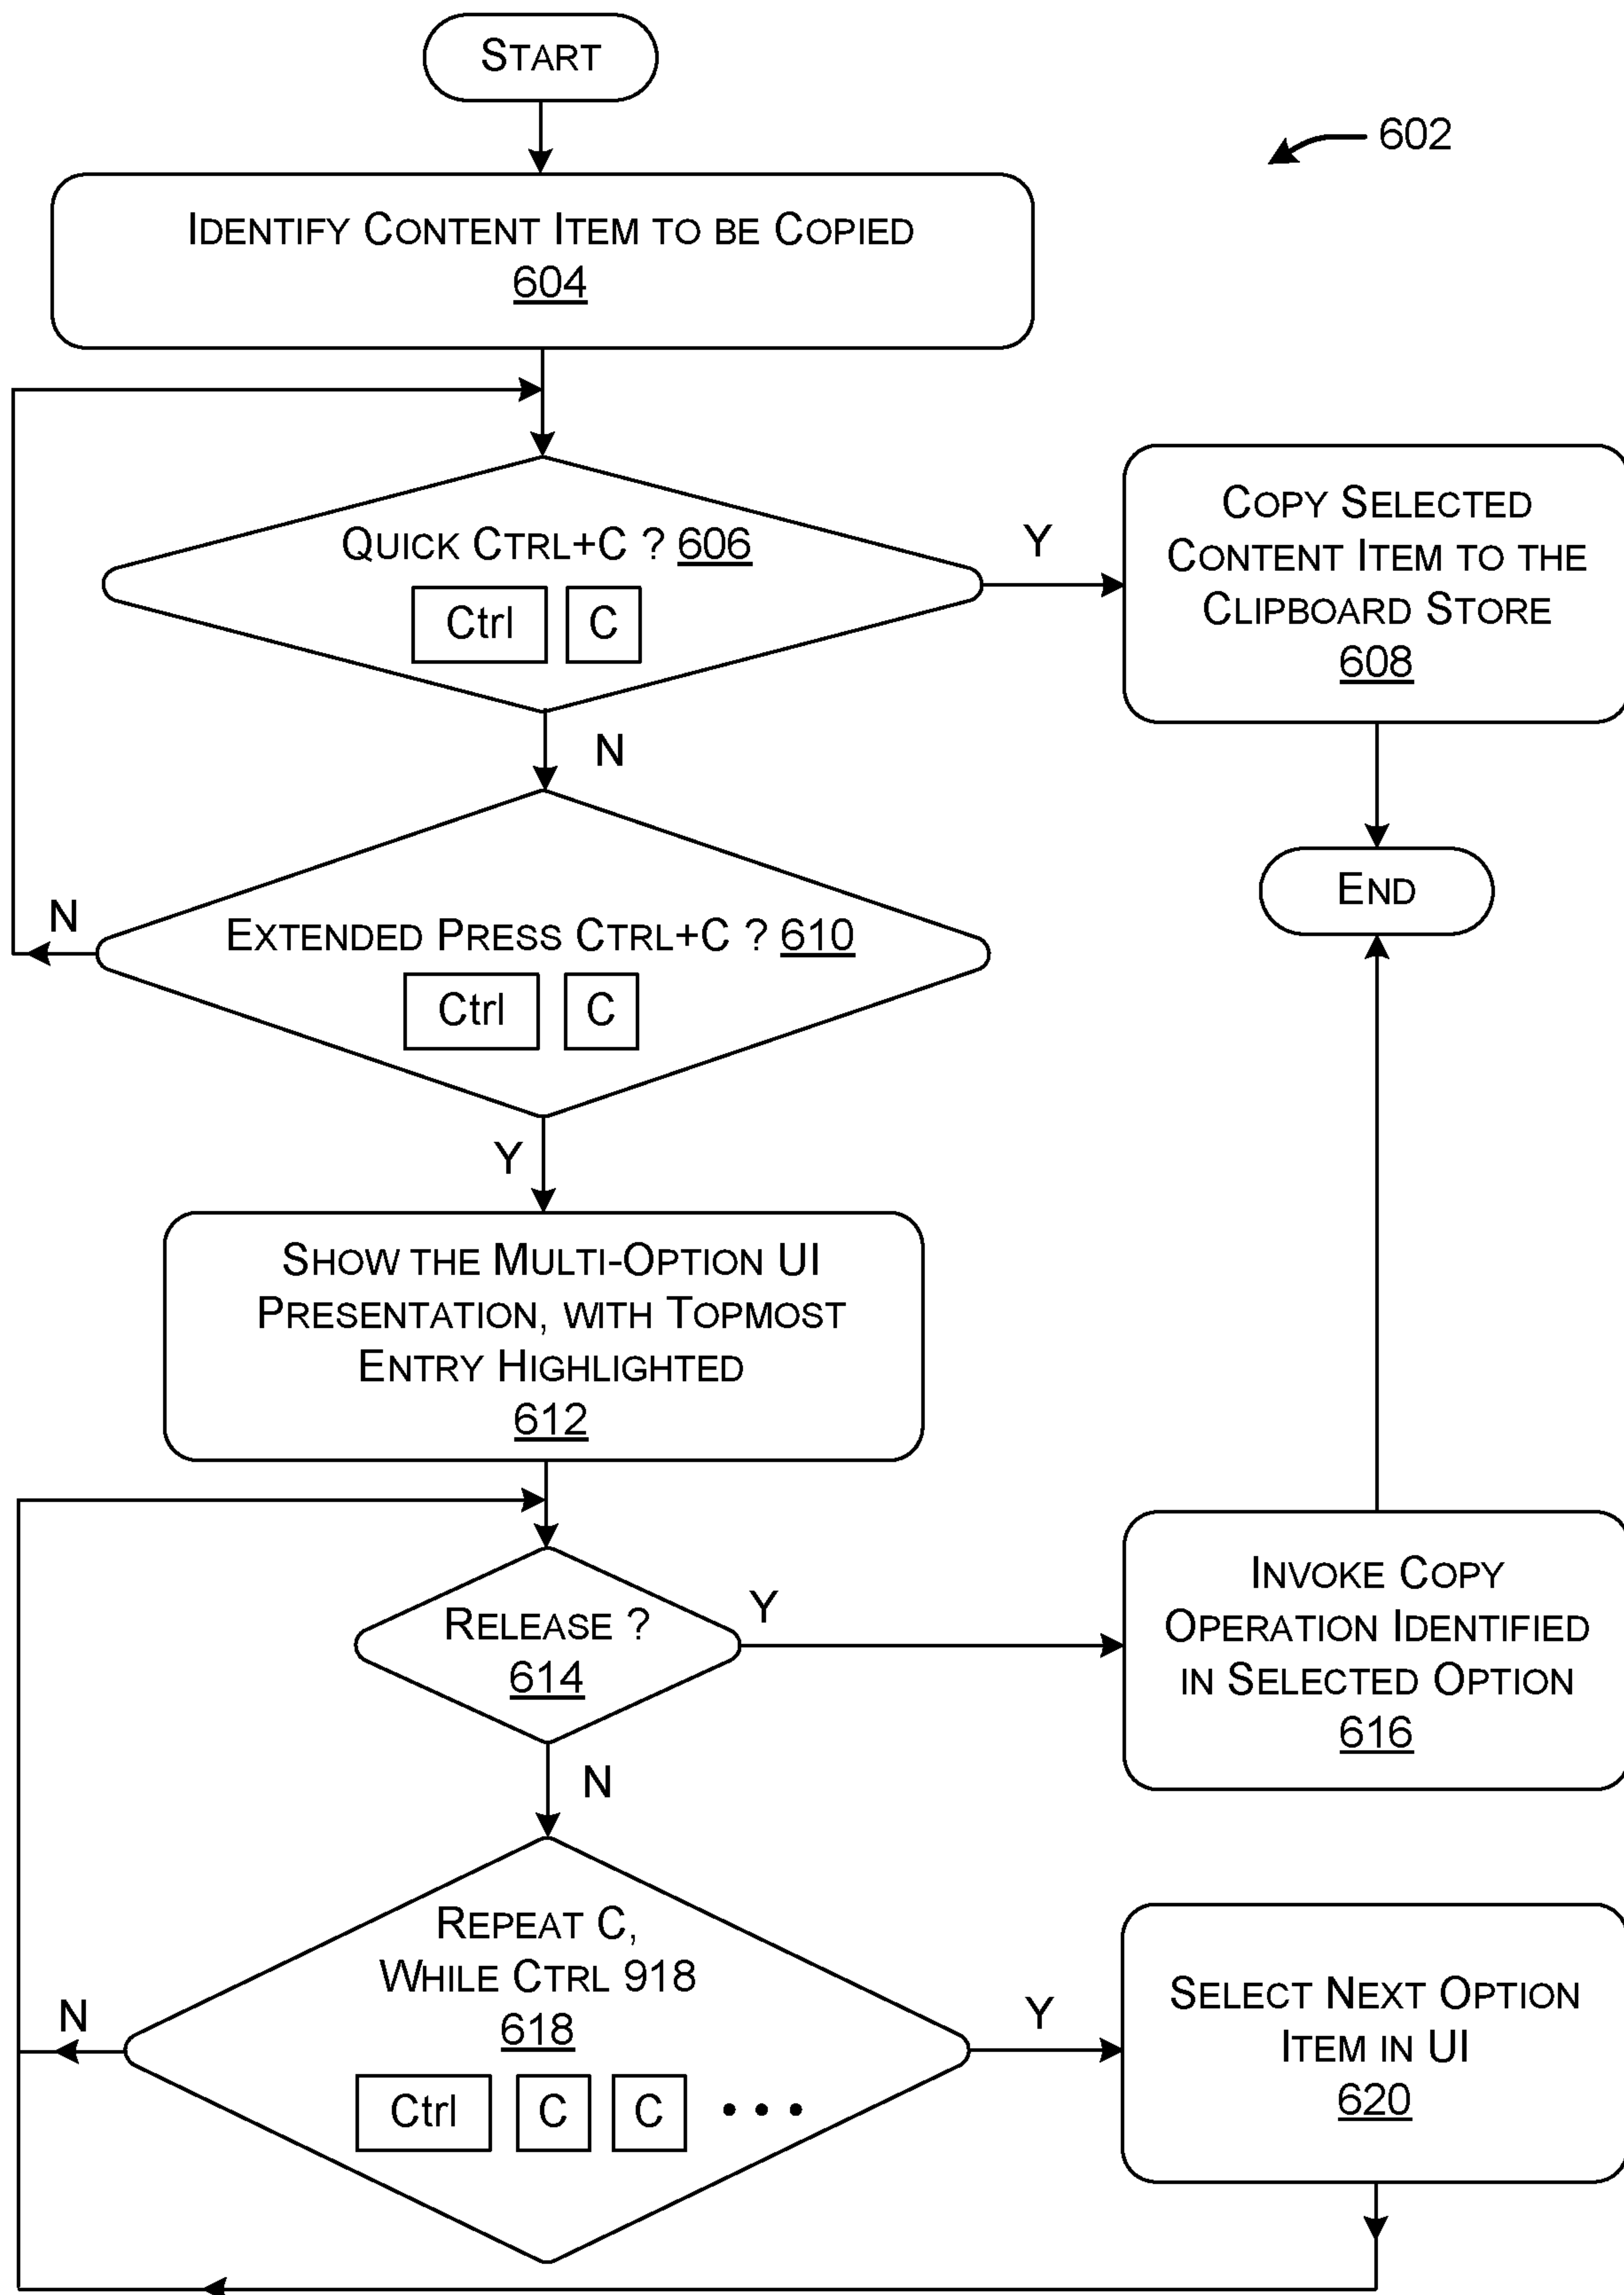 START
602
IDENTIFY CONTENT ITEM TO BE COPIED
604
QUICK CTRL+C ? 606
Ctrl C
Y
COPY SELECTED
CONTENT ITEM TO THE
CLIPBOARD STORE
608
N
END
EXTENDED PRESS CTRL+C ? 610
Ctrl C
N
Y
SHOW THE MULTI-OPTION UI
PRESENTATION, WITH TOPMOST
ENTRY HIGHLIGHTED
612
RELEASE ?
614
Y
INVOKE COPY
OPERATION IDENTIFIED
IN SELECTED OPTION
616
N
REPEAT C,
WHILE CTRL 918
618
Ctrl C C • • •
N
Y
SELECT NEXT OPTION
ITEM IN UI
620